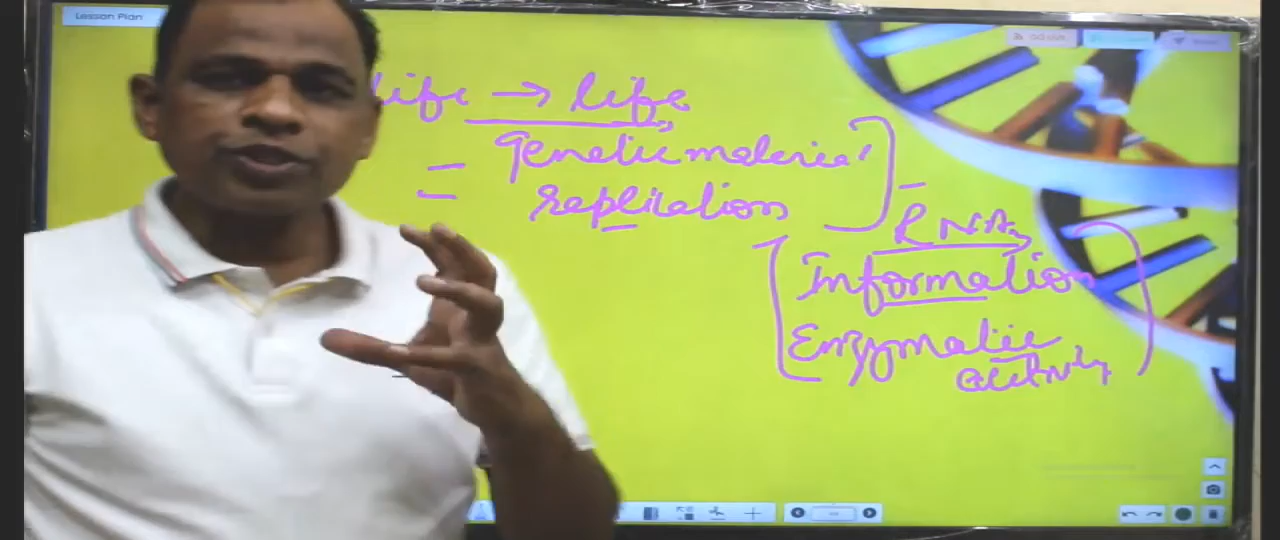 Lesson Plan
life → life
Genetic material
replication
RNA
Information
Enzymatic
activity